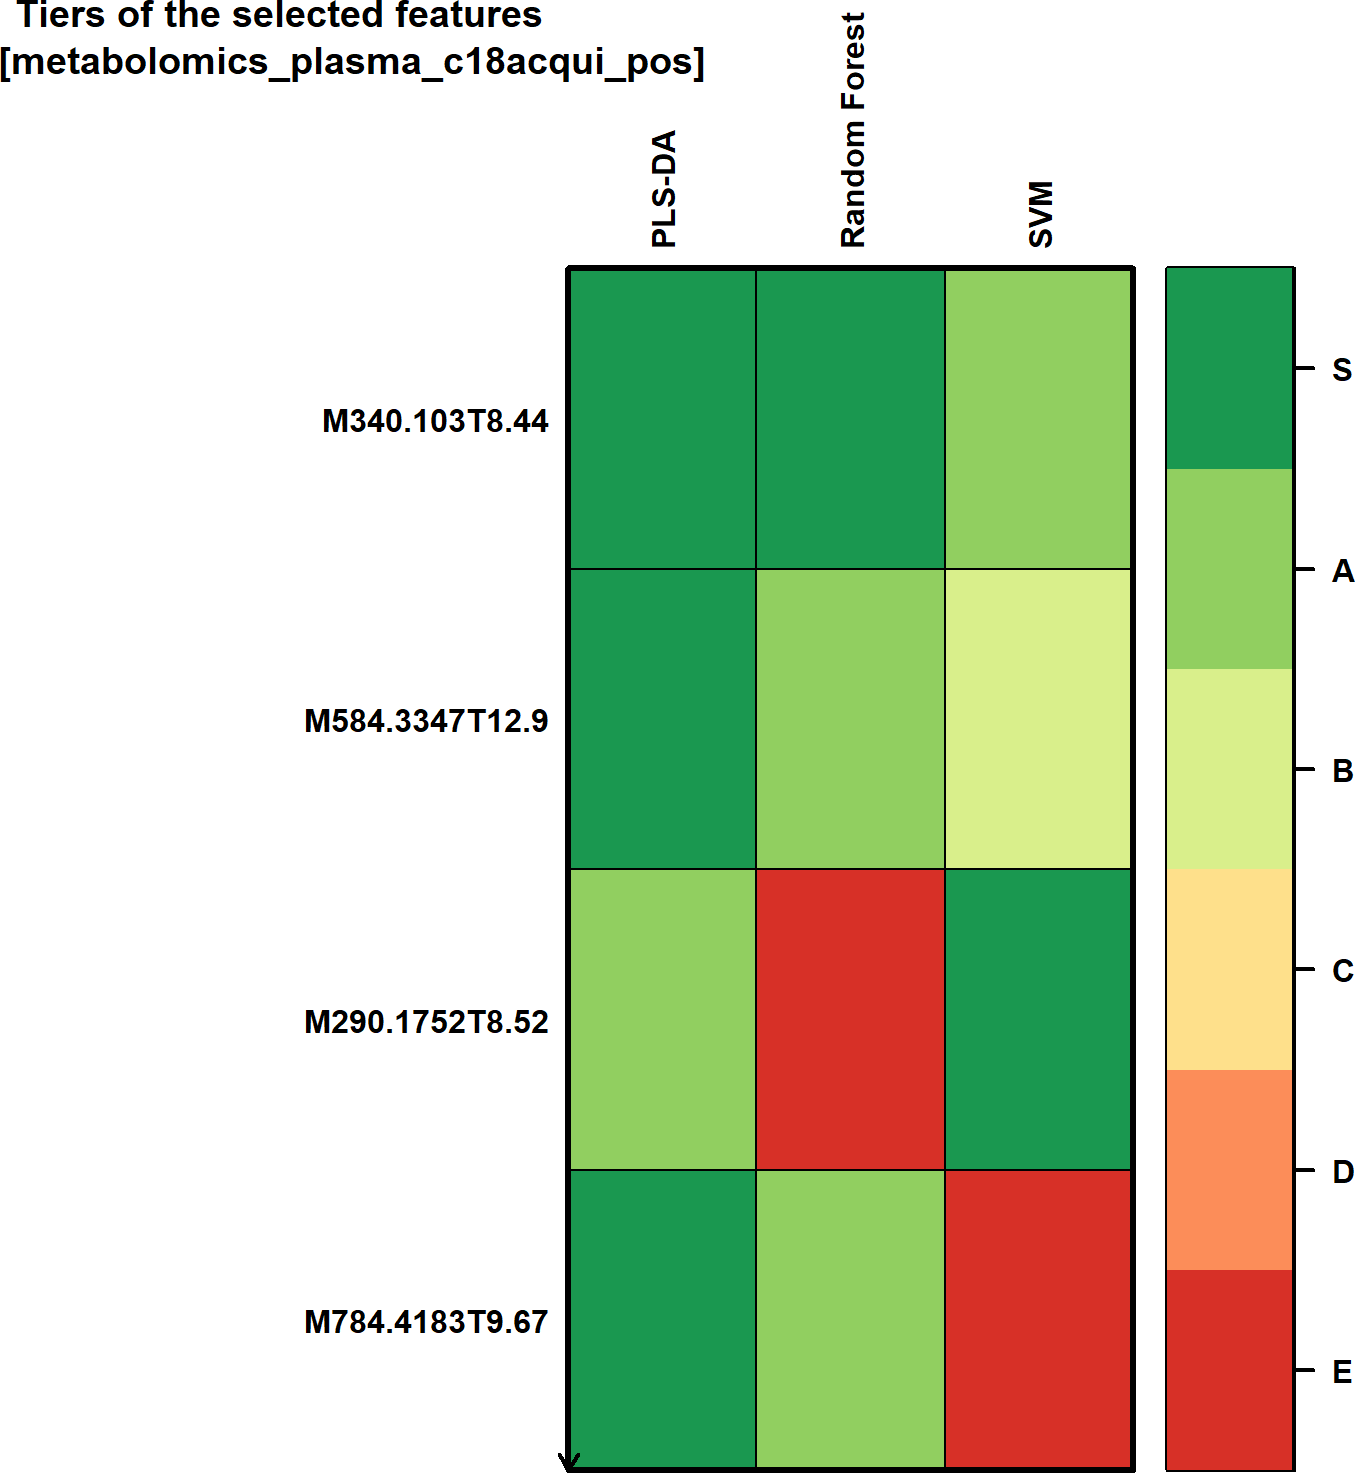 Tiers of the selected features
[metabolomics_plasma_c18acqui_pos]
PLS-DA
Random Forest
SVM
M340.103T8.44
M584.3347T12.9
M290.1752T8.52
M784.4183T9.67
S
A
B
C
D
E